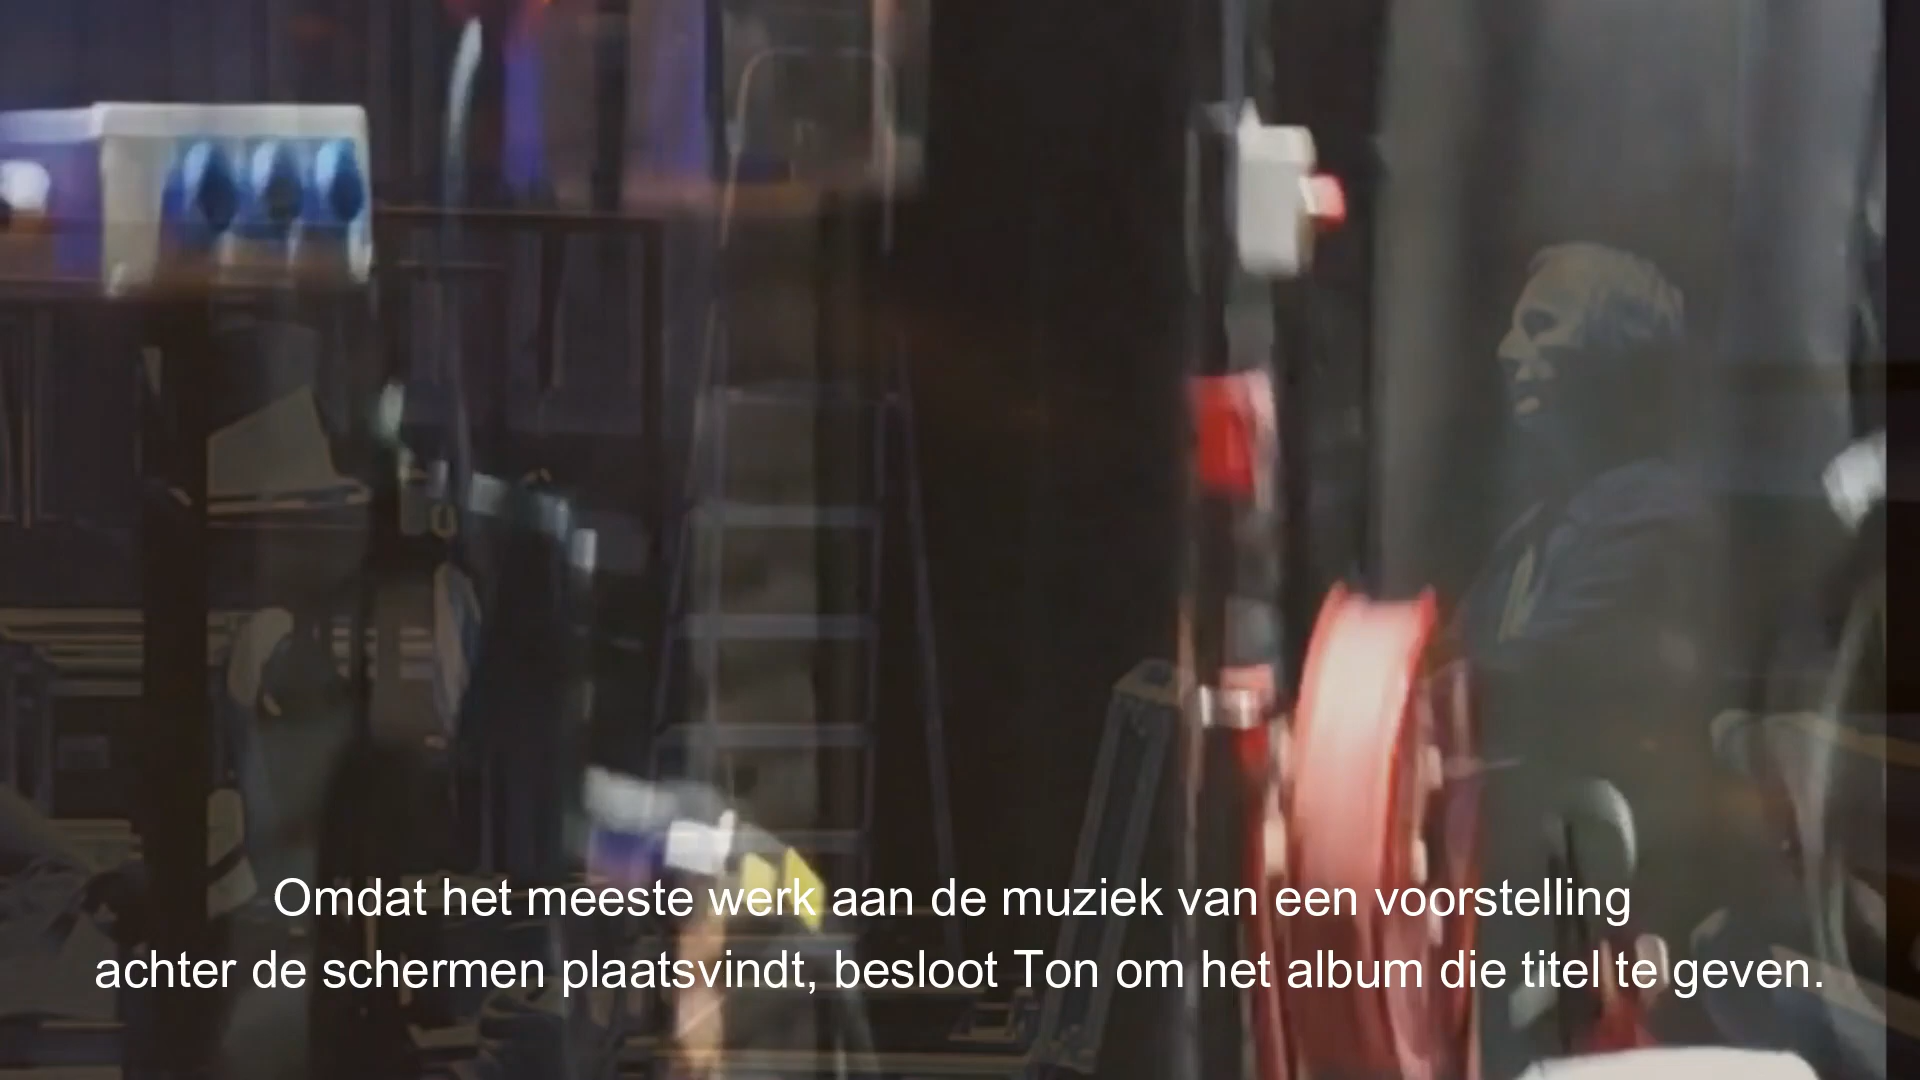 Omdat het meeste werk aan de muziek van een voorstelling
achter de schermen plaatsvindt, besloot Ton om het album die titel te geven.